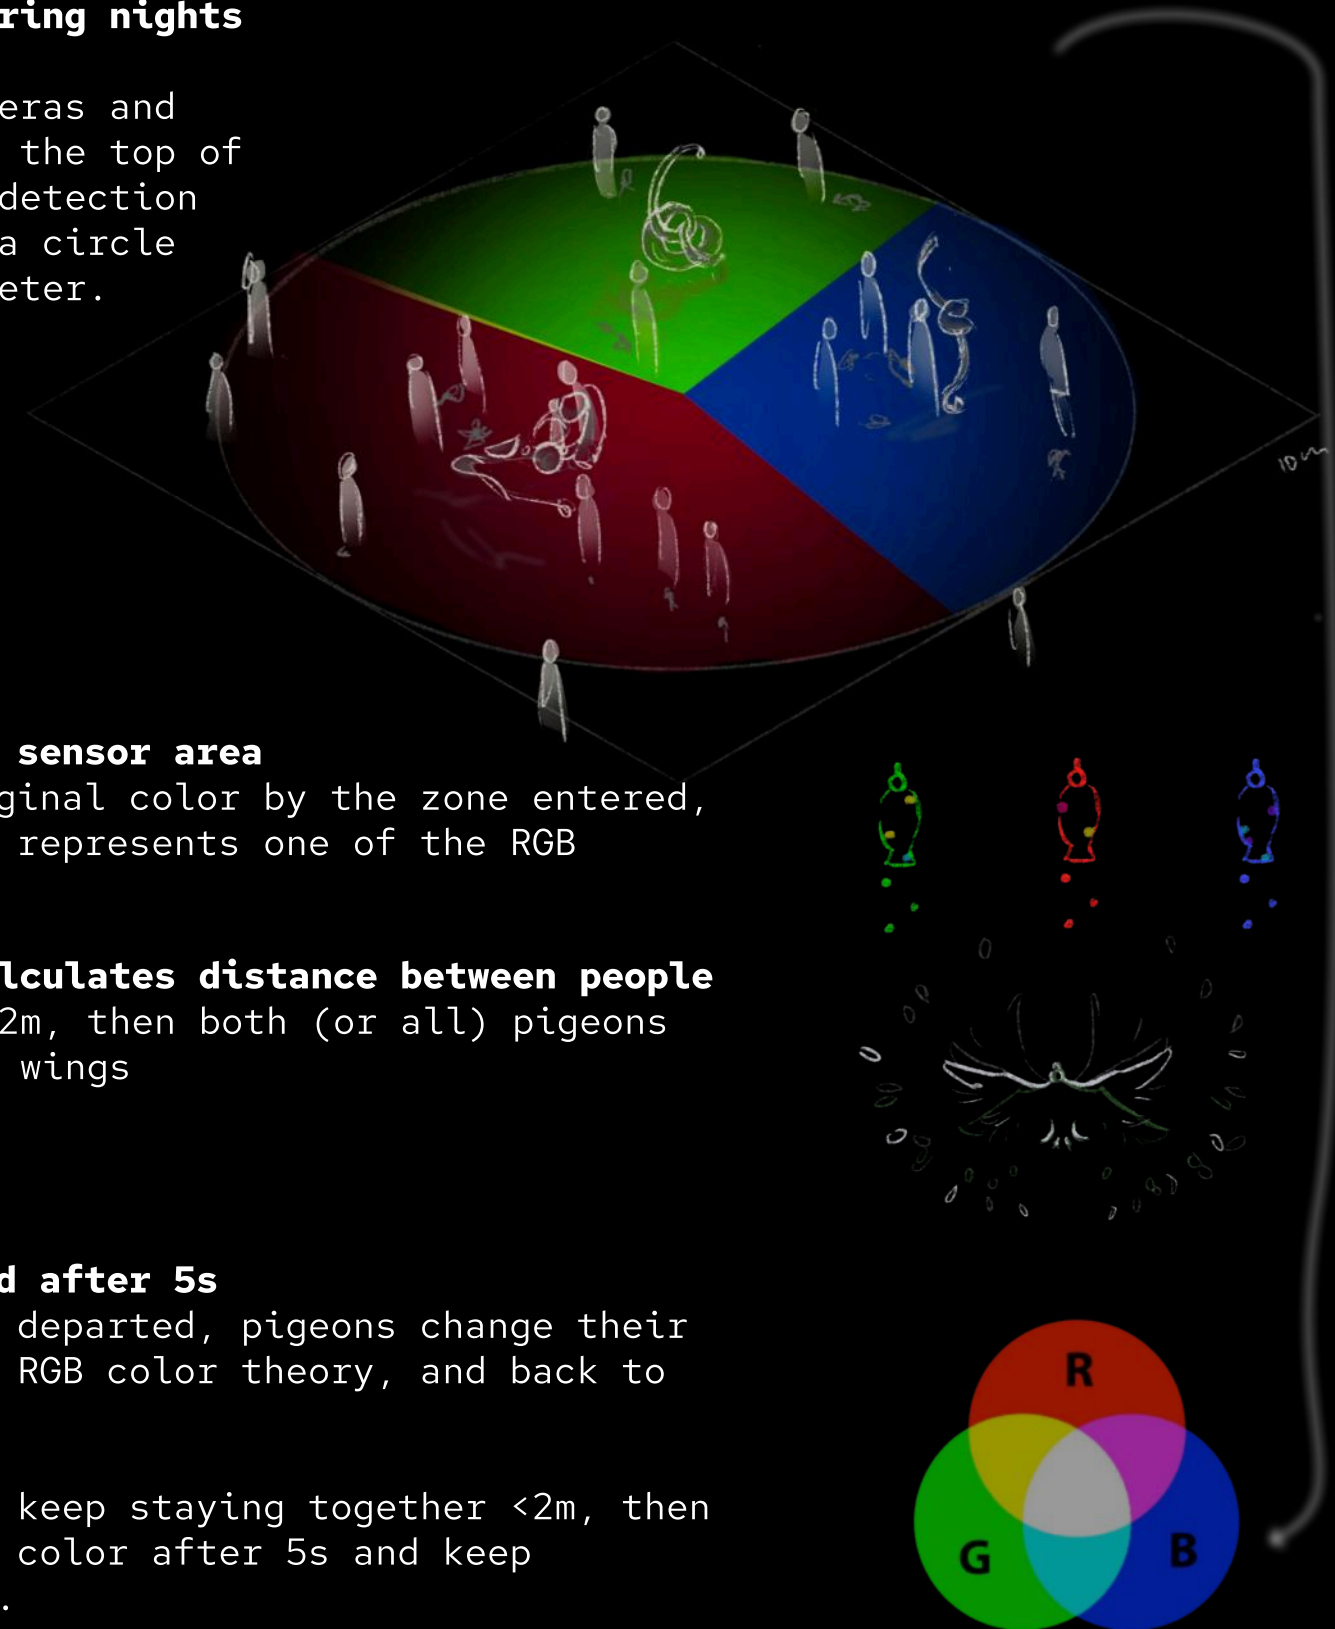 ring nights
eras and
the top of
detection
a circle
eter.
10m
sensor area
ginal color by the zone entered,
represents one of the RGB
lculates distance between people
2m, then both (or all) pigeons
wings
d after 5s
departed, pigeons change their
RGB color theory, and back to
R
keep staying together <2m, then
color after 5s and keep
G
B
.